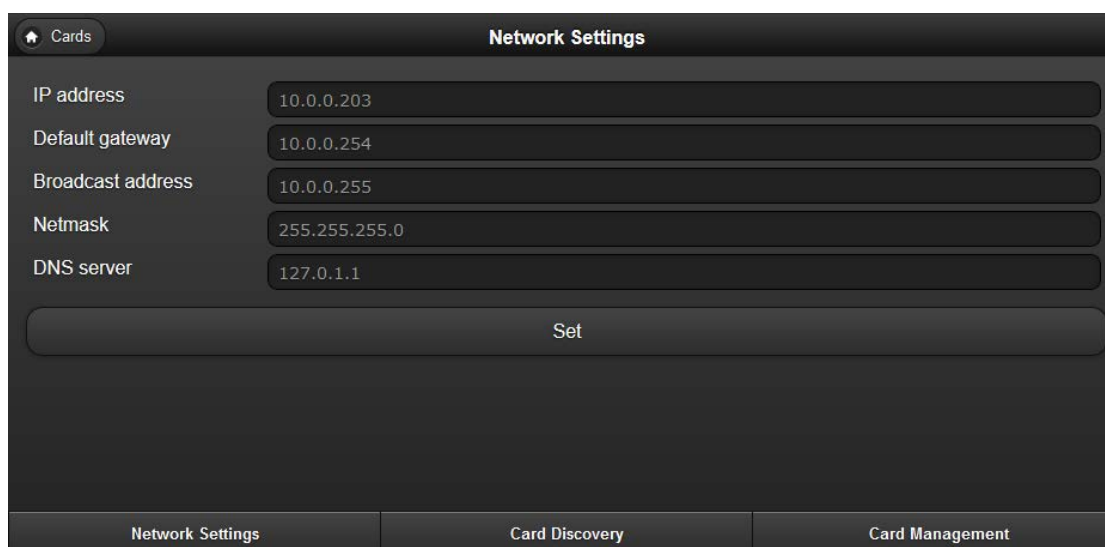 Cards
Network Settings
IP address
10.0.0.203
Default gateway
10.0.0.254
Broadcast address
10.0.0.255
Netmask
255.255.255.0
DNS server
127.0.1.1
Set
Network Settings
Card Discovery
Card Management